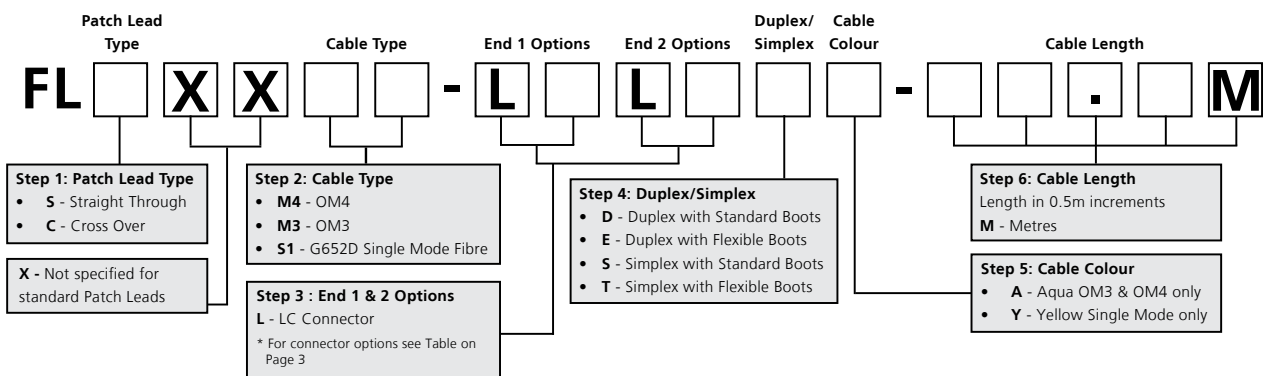 Patch Lead
Type
Cable Type
End 1 Options
End 2 Options
Duplex/
Simplex
Cable
Colour
Cable Length
FL X X - L L - . M
Step 1: Patch Lead Type
• S - Straight Through
• C - Cross Over
X - Not specified for
standard Patch Leads
Step 2: Cable Type
• M4 - OM4
• M3 - OM3
• S1 - G652D Single Mode Fibre
Step 3 : End 1 & 2 Options
L - LC Connector
* For connector options see Table on
Page 3
Step 4: Duplex/Simplex
• D - Duplex with Standard Boots
• E - Duplex with Flexible Boots
• S - Simplex with Standard Boots
• T - Simplex with Flexible Boots
Step 6: Cable Length
Length in 0.5m increments
M - Metres
Step 5: Cable Colour
• A - Aqua OM3 & OM4 only
• Y - Yellow Single Mode only